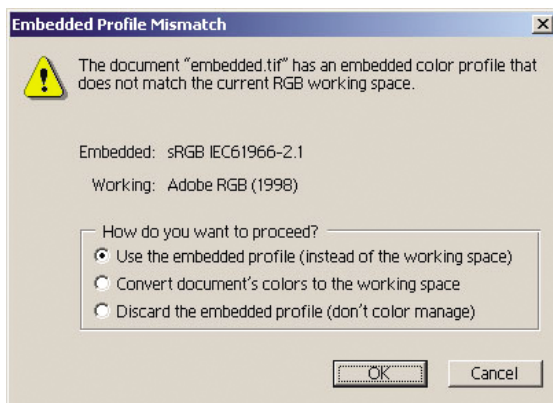 Embedded Profile Mismatch
The document “embedded.tif” has an embedded color profile that
does not match the current RGB working space.
Embedded: sRGB IEC61966-2.1
Working: Adobe RGB (1998)
How do you want to proceed?
Use the embedded profile (instead of the working space)
Convert document's colors to the working space
Discard the embedded profile (don't color manage)
OK Cancel